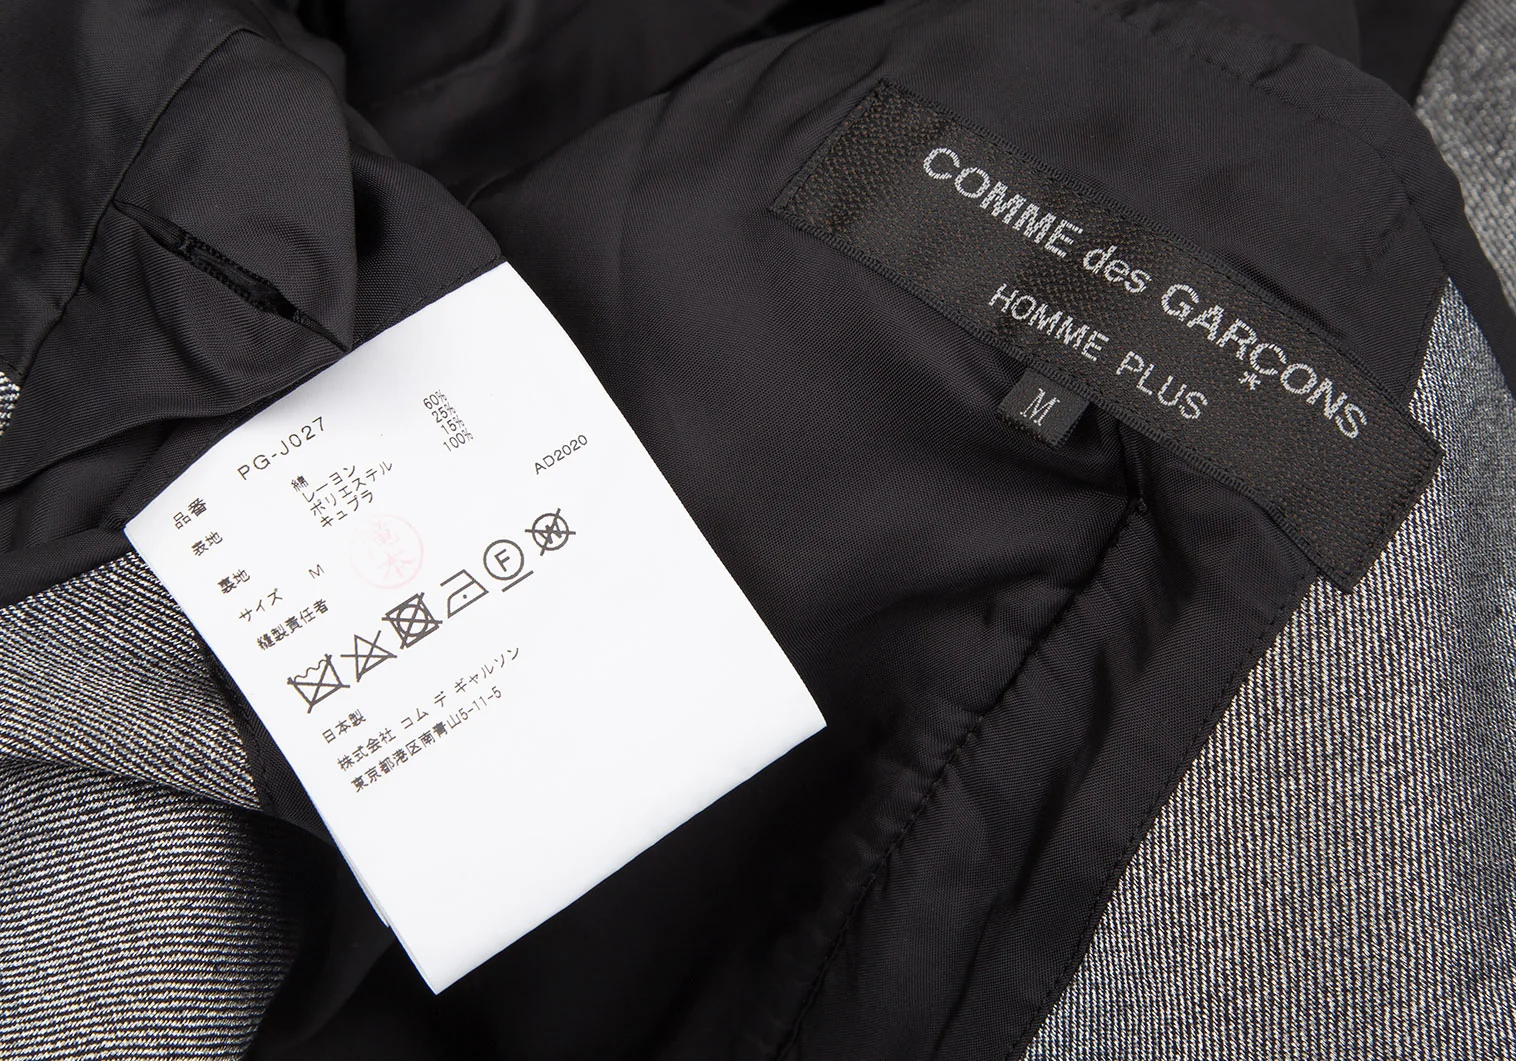 COMME des GARÇONS
HOMME PLUS
M
品番 PG-J027
表地 綿 60%
レーヨン 25%
ポリエステル 15%
裏地 キュプラ 100%
サイズ M
AD2020
縫製責任者
F
W
日本製
株式会社 コム デ ギャルソン
東京都港区南青山5-11-5